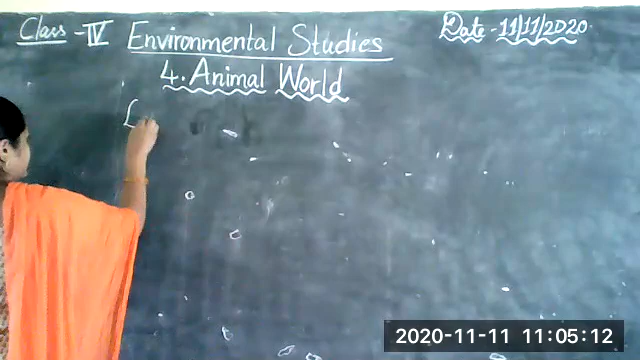 Class - IV Environmental Studies Date - 11/11/2020
4. Animal World
2020-11-11 11:05:12